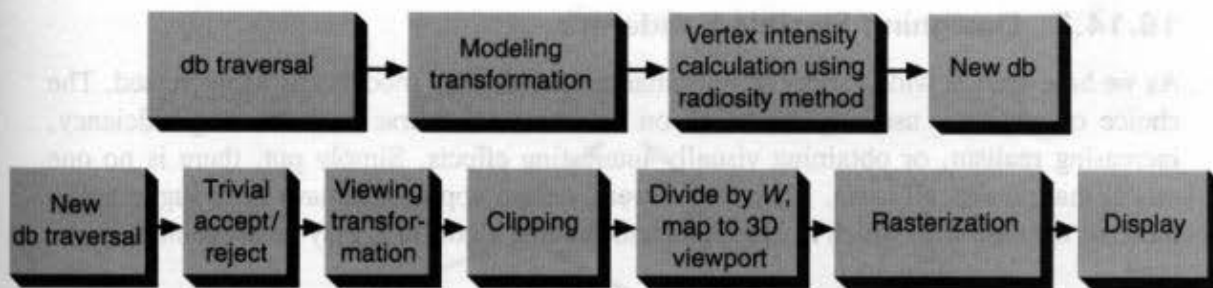 db traversal
Modeling
transformation
Vertex intensity
calculation using
radiosity method
New db
New
db traversal
Trivial
accept/
reject
Viewing
transfor-
mation
Clipping
Divide by W,
map to 3D
viewport
Rasterization
Display